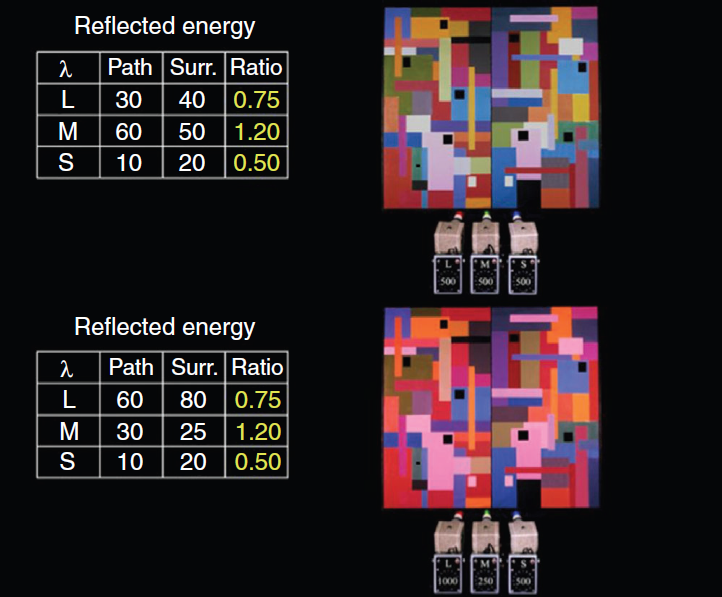 Reflected energy
λ Path Surr. Ratio
L 30 40 0.75
M 60 50 1.20
S 10 20 0.50
L M S
500 500 500
Reflected energy
λ Path Surr. Ratio
L 60 80 0.75
M 30 25 1.20
S 10 20 0.50
L M S
1000 250 500